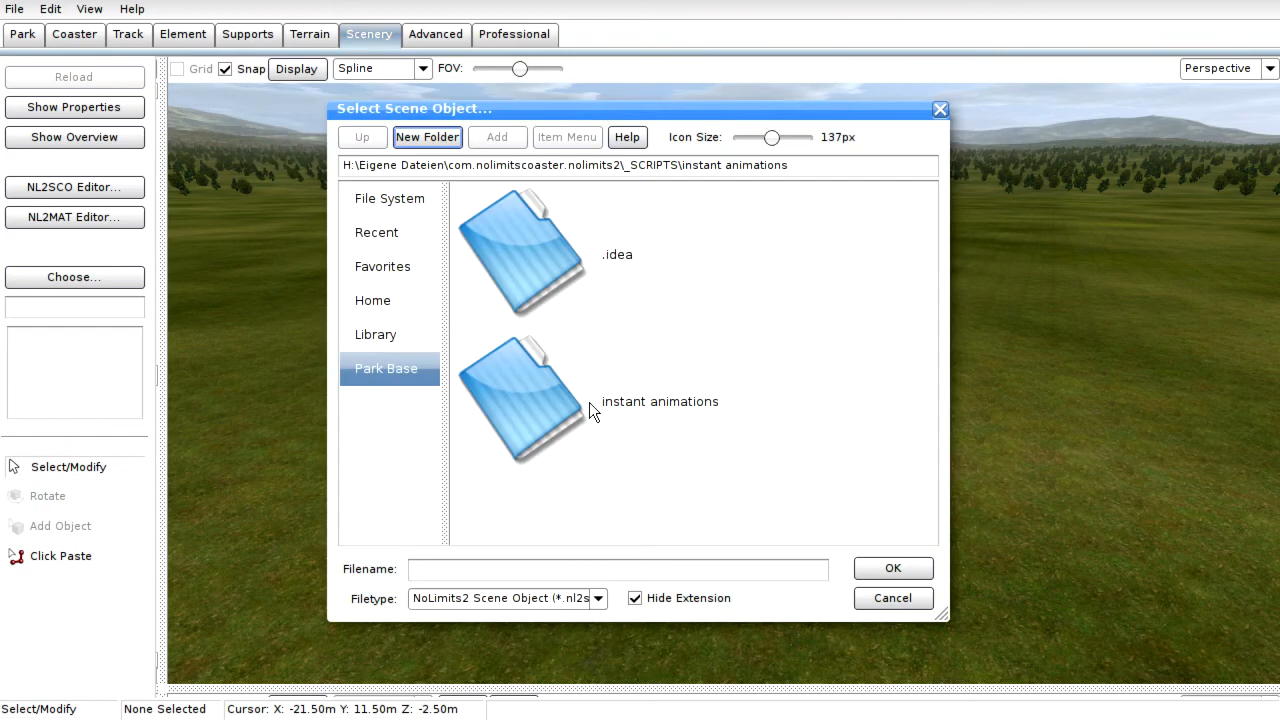 File Edit View Help
Park Coaster Track Element Supports Terrain Scenery Advanced Professional
Reload
Grid Snap Display Spline FOV: Perspective
Show Properties
Show Overview
NL2SCO Editor...
NL2MAT Editor...
Choose...
Select/Modify
Rotate
Add Object
Click Paste
Select Scene Object...
Up New Folder Add Item Menu Help Icon Size: 137px
H:\Eigene Dateien\com.nolimitscoaster.nolimits2\_SCRIPTS\instant animations
File System
Recent
Favorites
Home
Library
Park Base
.idea
instant animations
Filename: OK
Filetype: NoLimits2 Scene Object (*.nl2s Hide Extension Cancel
Select/Modify None Selected Cursor: X: -21.50m Y: 11.50m Z: -2.50m